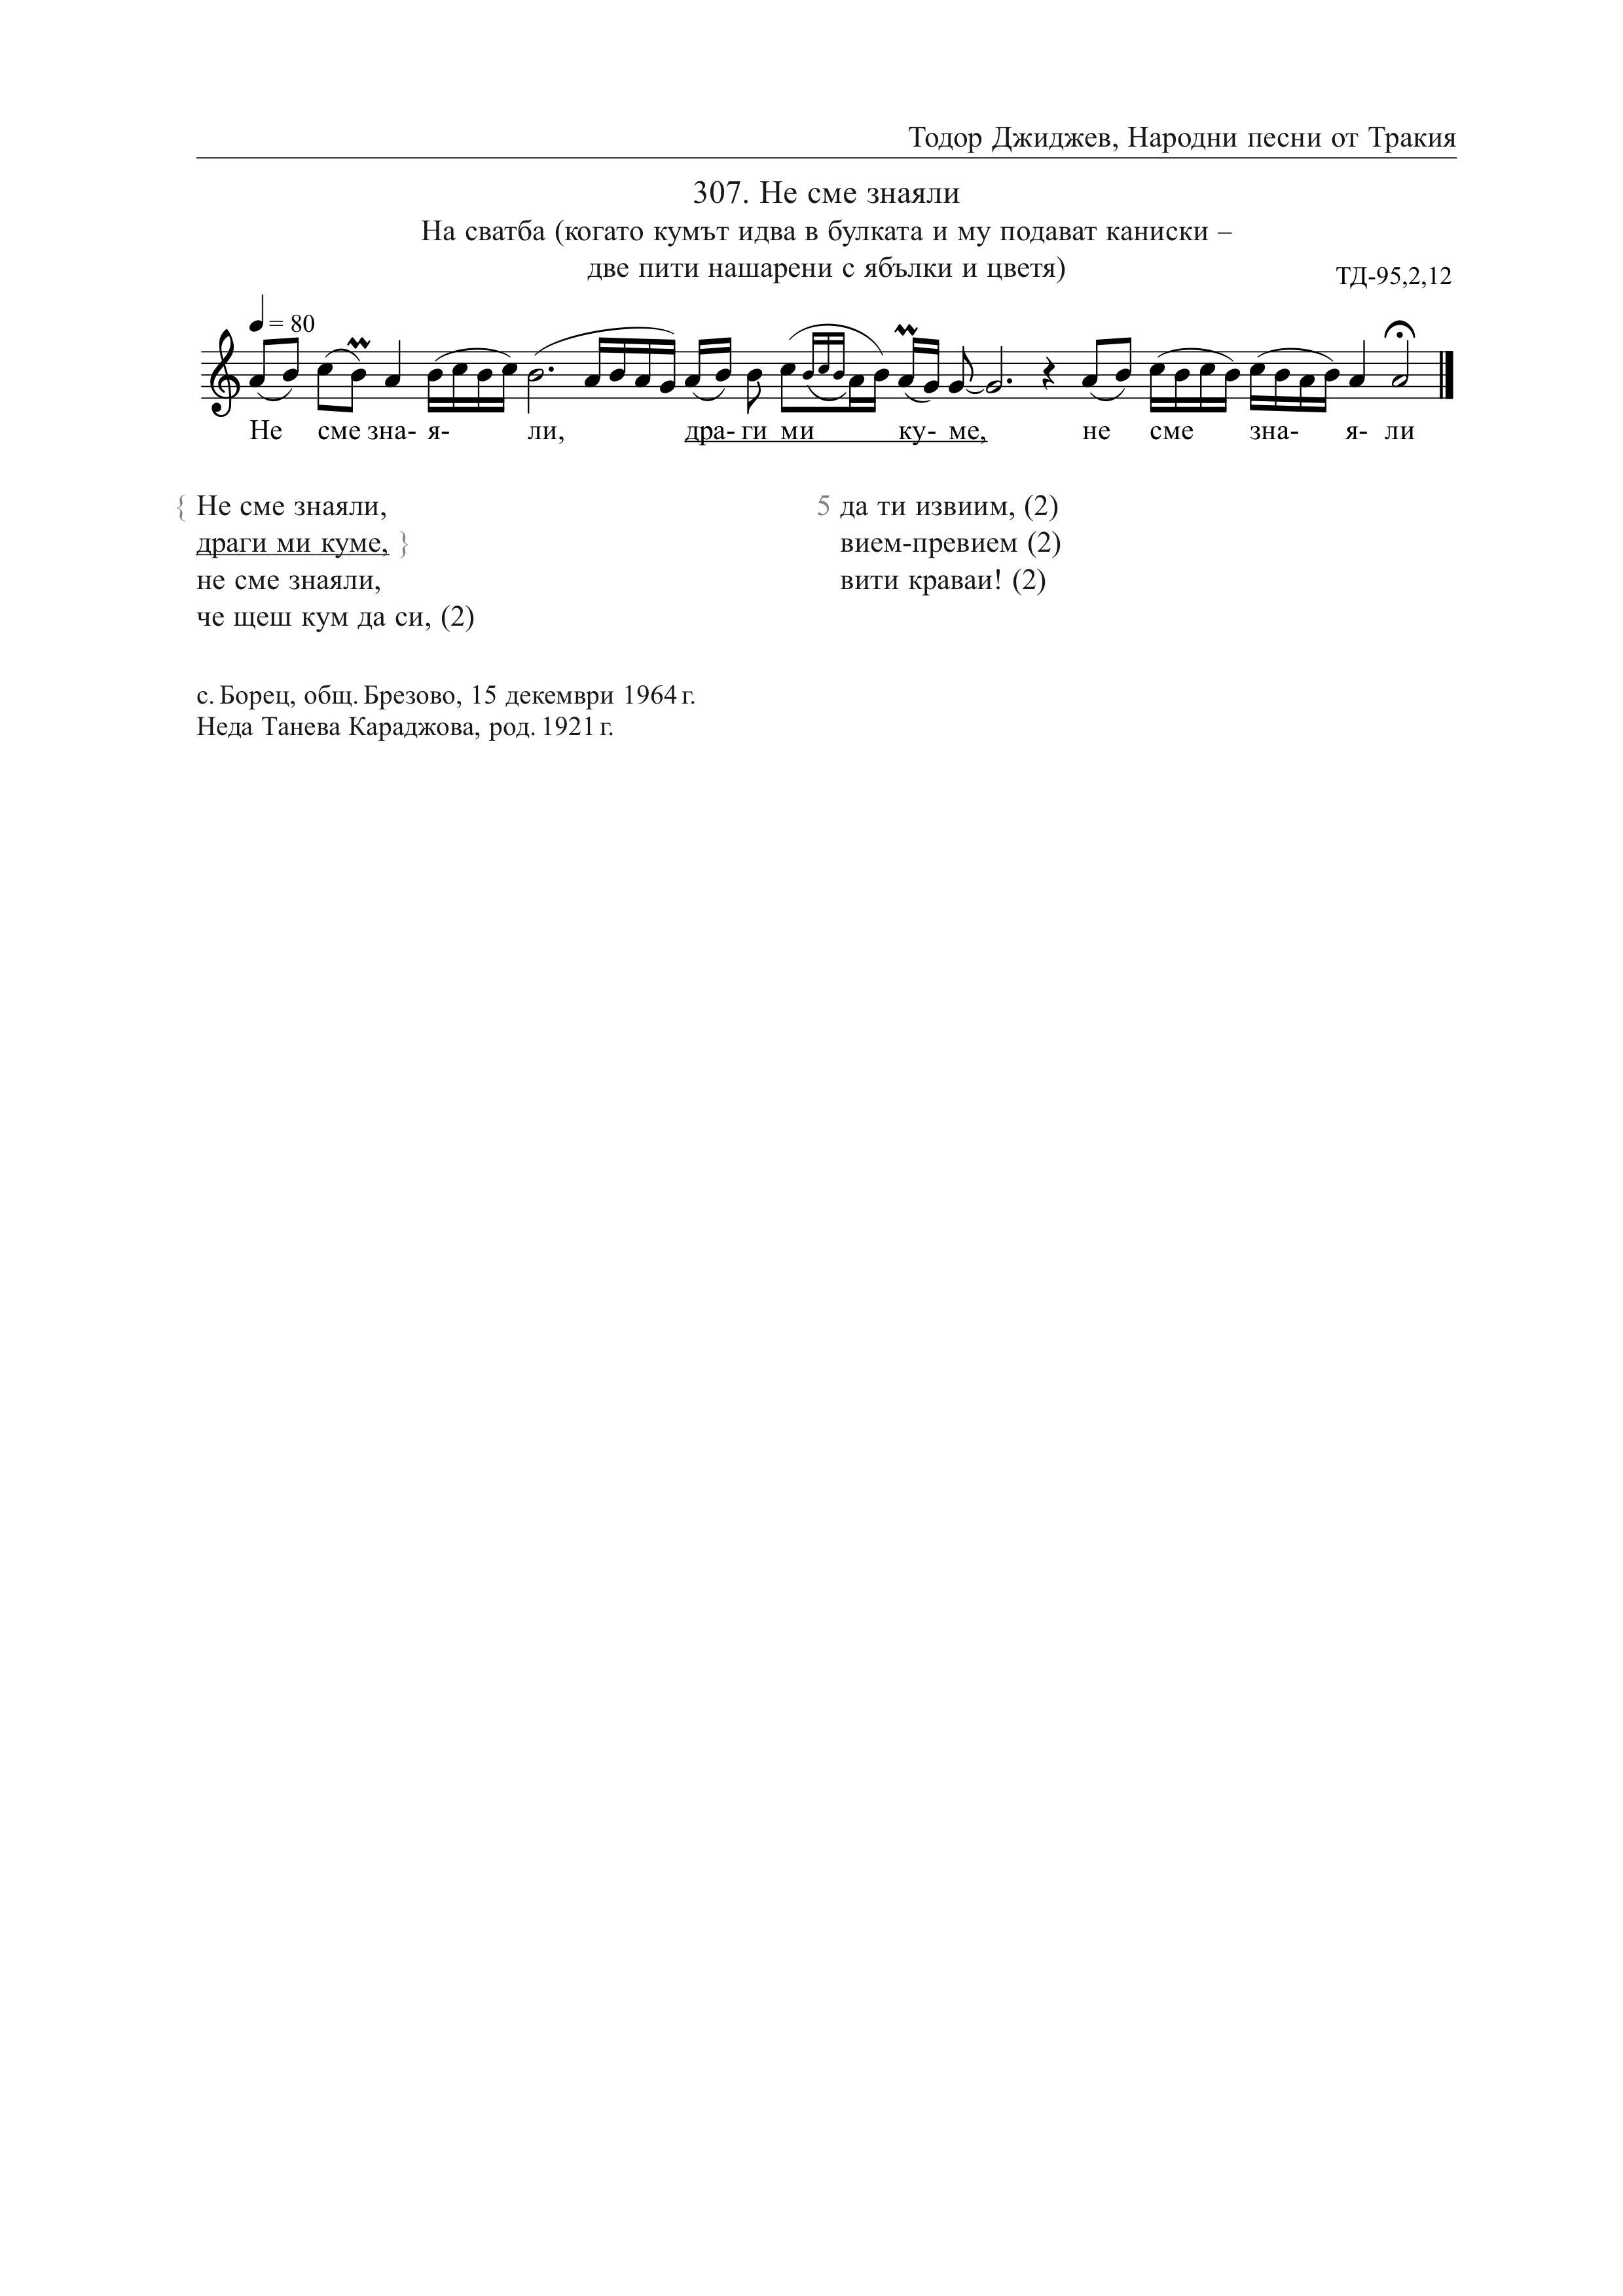 Тодор Джиджев, Народни песни от Тракия
307. Не сме знаяли
На сватба (когато кумът идва в булката и му подават каниски –
две пити нашарени с ябълки и цветя)
ТД-95,2,12
= 80
Не сме зна- я- ли, дра- ги ми ку- ме, не сме зна- я- ли
{ Не сме знаяли,
драги ми куме, }
не сме знаяли,
че щеш кум да си, (2)
5 да ти извиим, (2)
вием-превием (2)
вити краваи! (2)
с. Борец, общ. Брезово, 15 декември 1964 г.
Неда Танева Караджова, род. 1921 г.